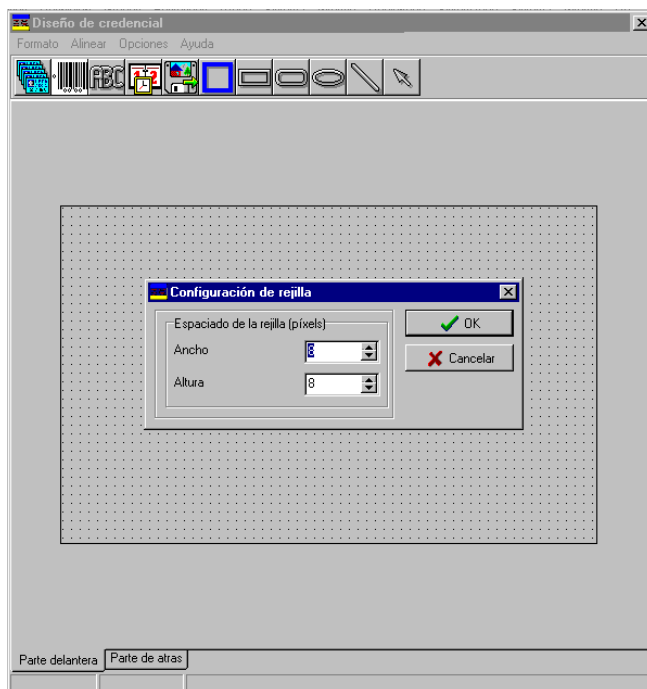 Diseño de credencial
Formato Alinear Opciones Ayuda
ABC
Configuración de rejilla
Espaciado de la rejilla (píxels)
OK
Ancho
8
Cancelar
Altura
8
Parte delantera
Parte de atras